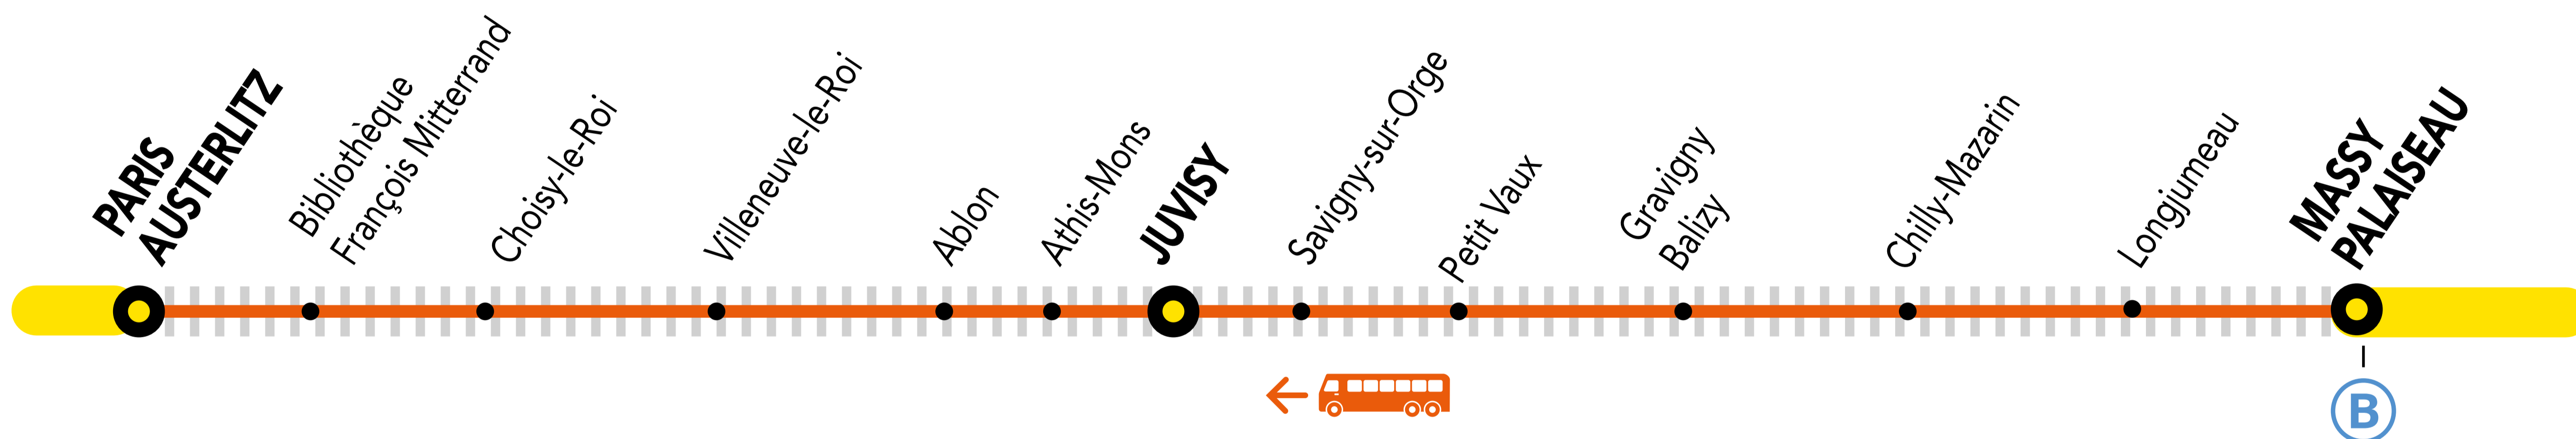 PARIS
AUSTERLITZ
Bibliothèque
François Mitterrand
Choisy-le-Roi
Villeneuve-le-Roi
Ablon
Athis-Mons
JUVISY
Savigny-sur-Orge
Petit Vaux
Gravigny
Balizy
Chilly-Mazarin
Longjumeau
MASSY
PALAISEAU
B